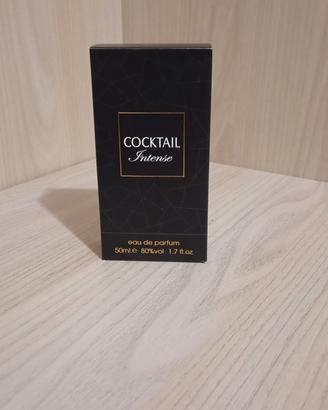 COCKTAIL
Intense
eau de parfum
50ml.e 80%vol 1.7 fl.oz